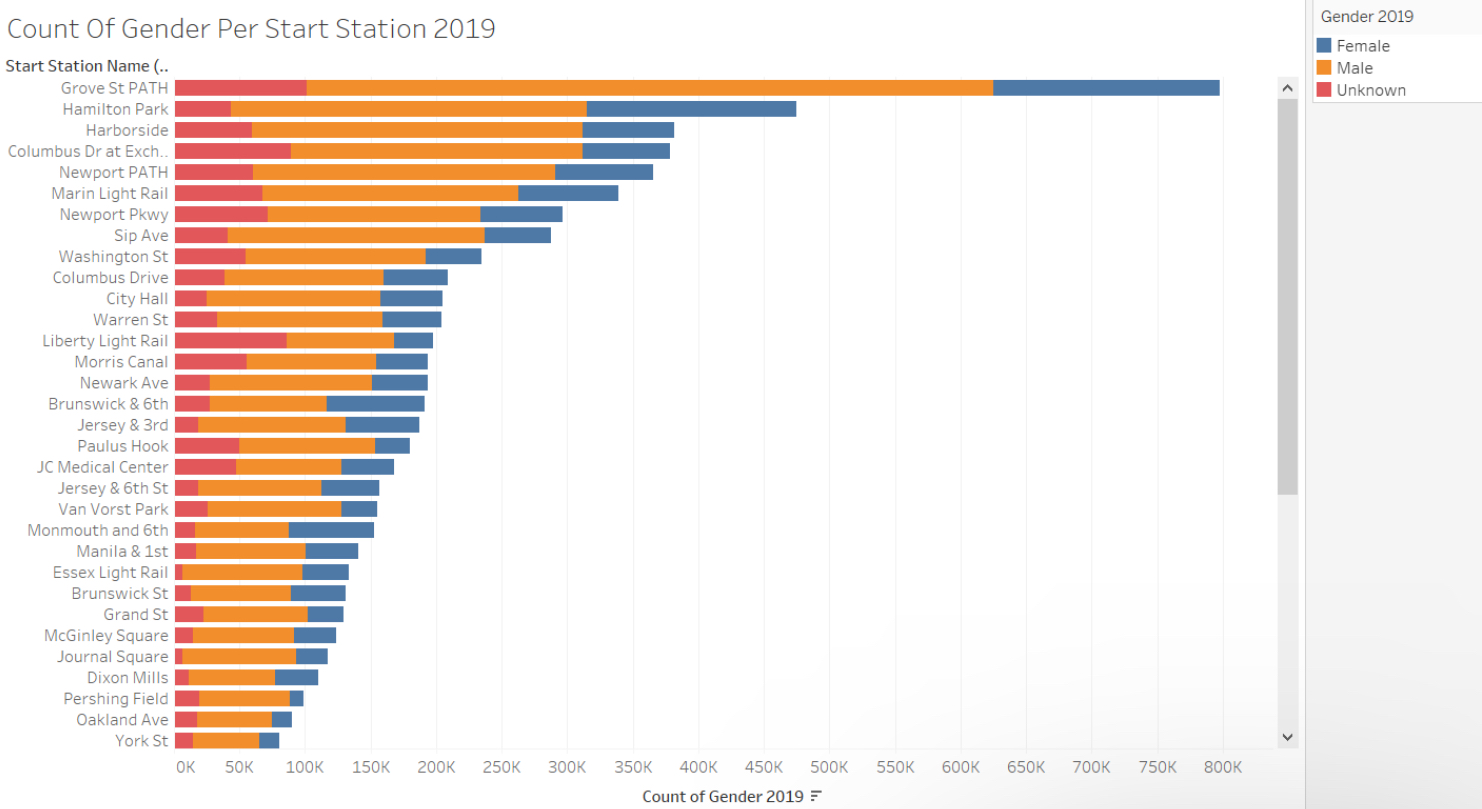 Count Of Gender Per Start Station 2019
Start Station Name (..
Grove St PATH
Hamilton Park
Harborside
Columbus Dr at Exch..
Newport PATH
Marin Light Rail
Newport Pkwy
Sip Ave
Washington St
Columbus Drive
City Hall
Warren St
Liberty Light Rail
Morris Canal
Newark Ave
Brunswick & 6th
Jersey & 3rd
Paulus Hook
JC Medical Center
Jersey & 6th St
Van Vorst Park
Monmouth and 6th
Manila & 1st
Essex Light Rail
Brunswick St
Grand St
McGinley Square
Journal Square
Dixon Mills
Pershing Field
Oakland Ave
York St
0K 50K 100K 150K 200K 250K 300K 350K 400K 450K 500K 550K 600K 650K 700K 750K 800K
Count of Gender 2019
Gender 2019
Female
Male
Unknown